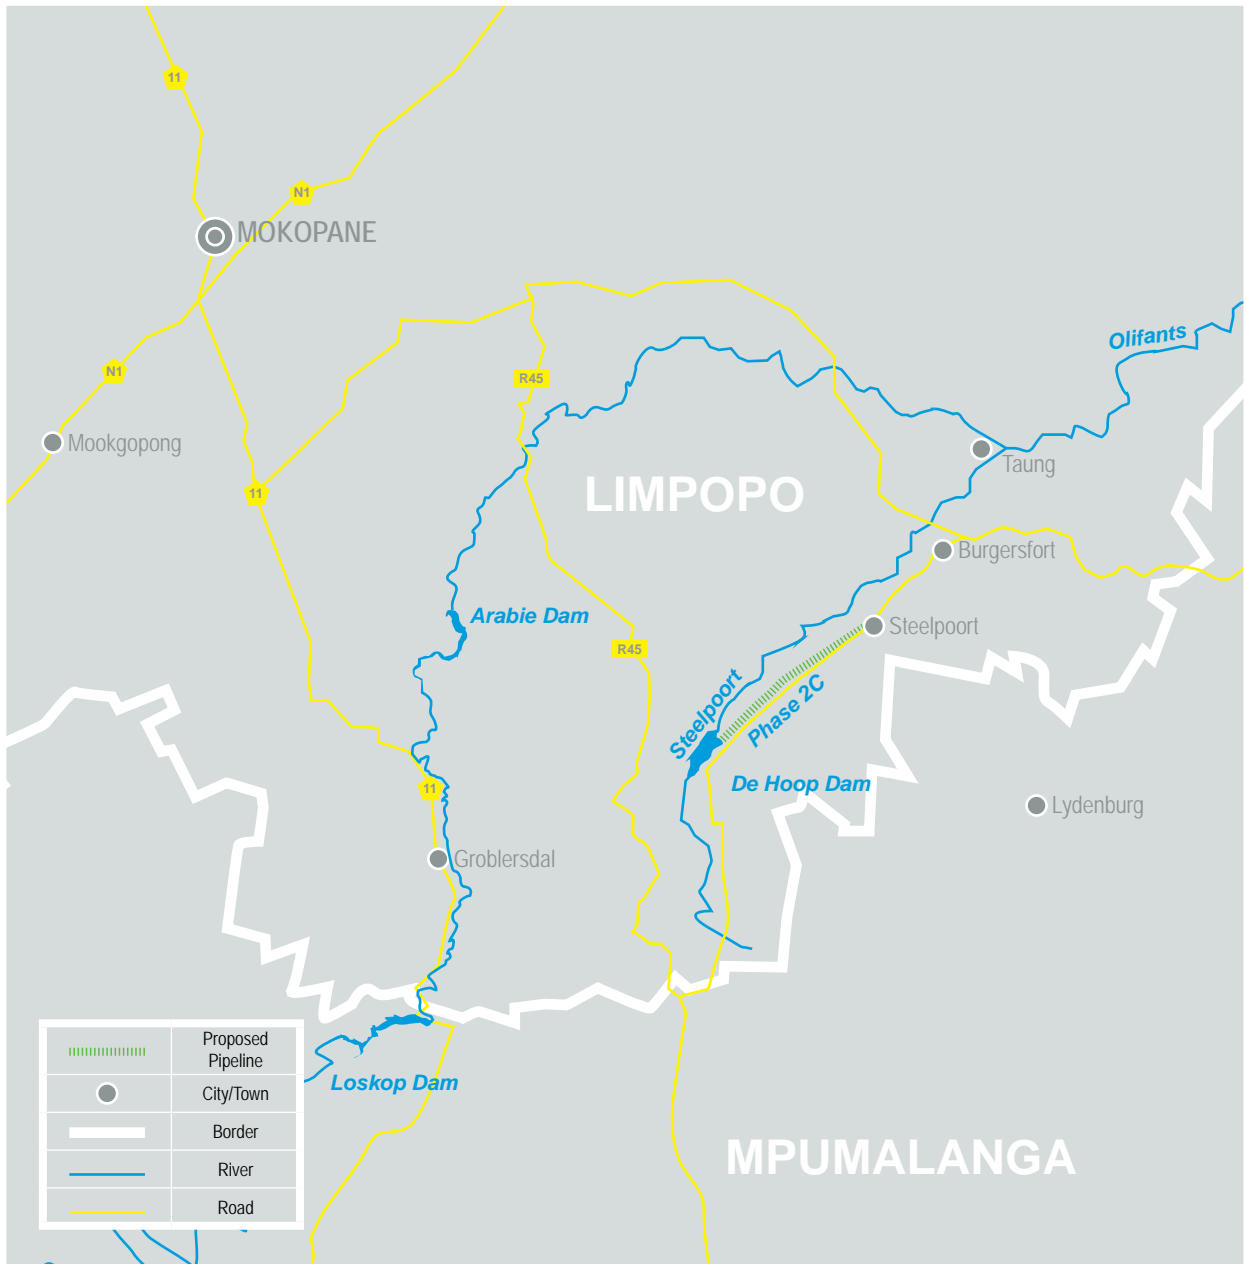 11
N1
MOKOPANE
Olifants
N1
R45
Mookgopong
Taung
LIMPOPO
11
Burgersfort
Arabie Dam
Steelpoort
R45
Steelpoort
Phase 2C
De Hoop Dam
11
Lydenburg
Groblersdal
Loskop Dam
MPUMALANGA
Proposed
Pipeline
City/Town
Border
River
Road